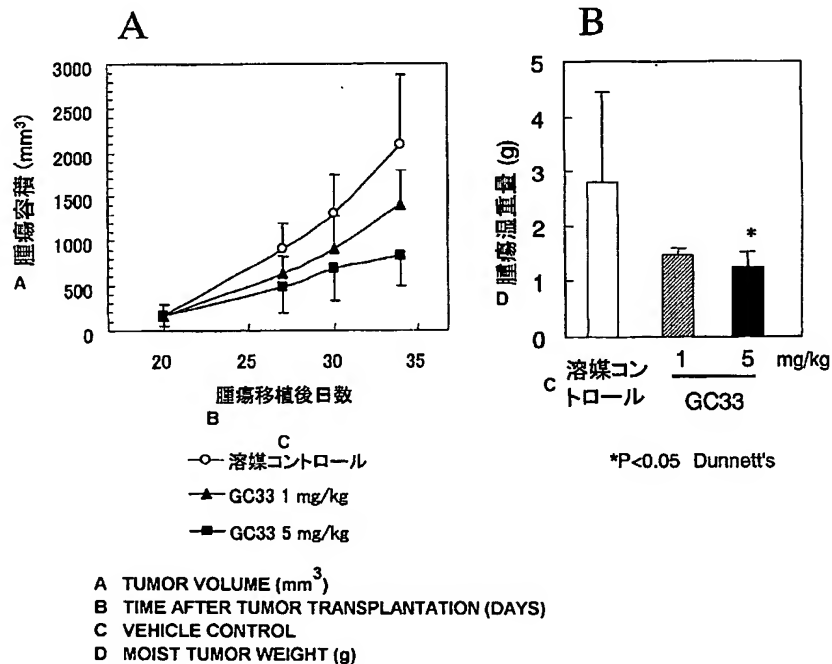 A
3000
2500
2000
1500
1000
500
0
A 腫瘍容積 (mm³)
20 25 30 35
腫瘍移植後日数
B
C
溶媒コントロール
GC33 1 mg/kg
GC33 5 mg/kg
B
5
4
3
2
1
0
D 腫瘍湿重量 (g)
*
C 溶媒コン
トロール
1 5 mg/kg
GC33
*P<0.05 Dunnett's
A TUMOR VOLUME (mm³)
B TIME AFTER TUMOR TRANSPLANTATION (DAYS)
C VEHICLE CONTROL
D MOIST TUMOR WEIGHT (g)